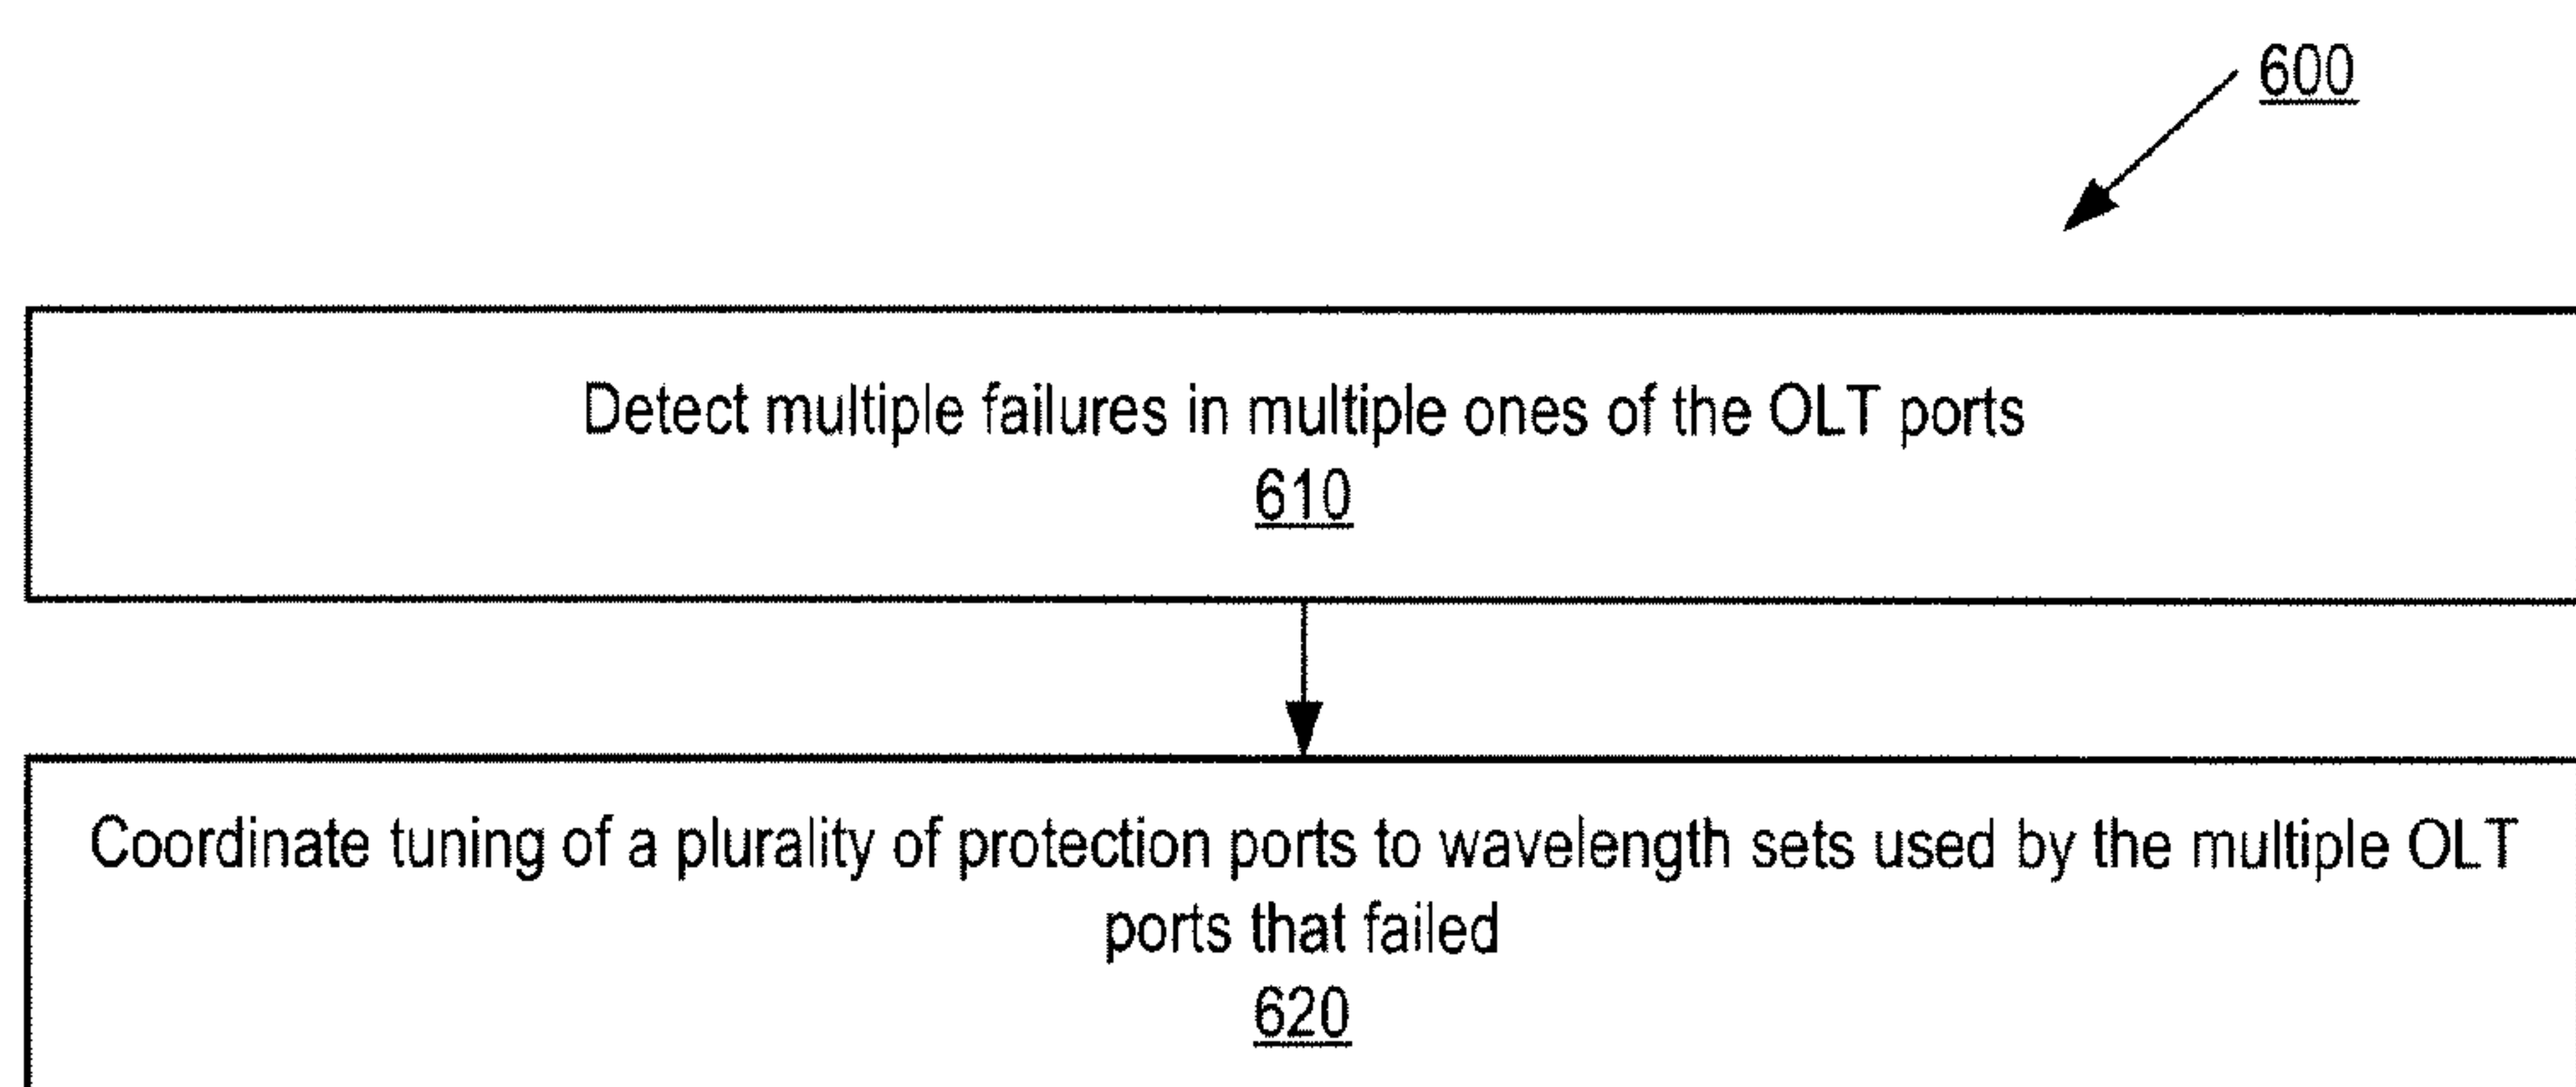 600
Detect multiple failures in multiple ones of the OLT ports
610
Coordinate tuning of a plurality of protection ports to wavelength sets used by the multiple OLT
ports that failed
620